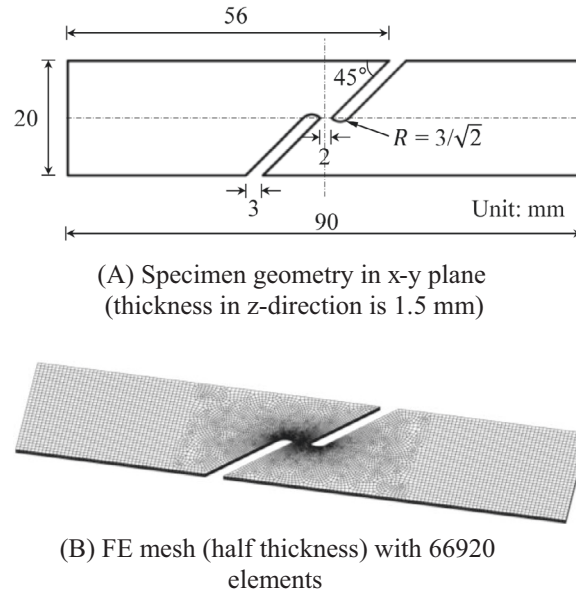 56
45°
20
R = 3/√2
2
3
Unit: mm
90
(A) Specimen geometry in x-y plane
(thickness in z-direction is 1.5 mm)
(B) FE mesh (half thickness) with 66920
elements